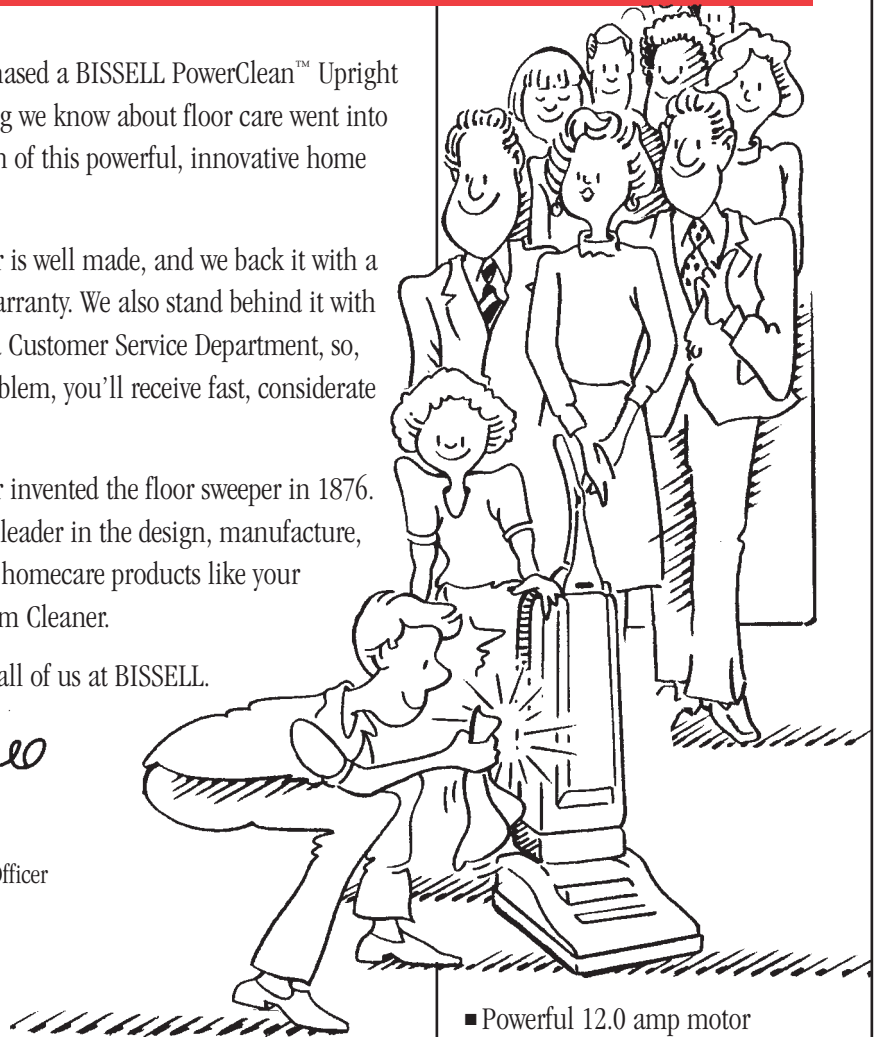 hased a BISSELL PowerClean™ Upright
g we know about floor care went into
n of this powerful, innovative home
r is well made, and we back it with a
arranty. We also stand behind it with
Customer Service Department, so,
oblem, you’ll receive fast, considerate
r invented the floor sweeper in 1876.
leader in the design, manufacture,
homecare products like your
m Cleaner.
all of us at BISSELL.
Officer
■ Powerful 12.0 amp motor